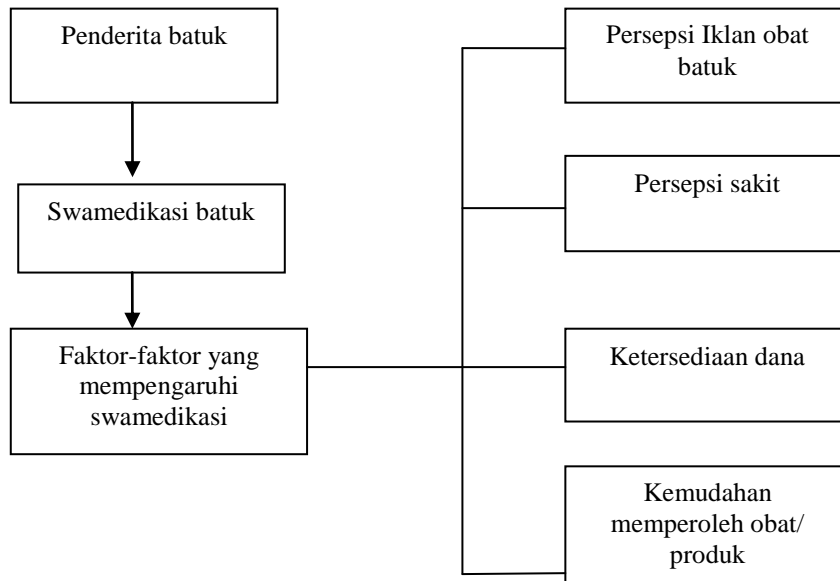 Penderita batuk
Swamedikasi batuk
Faktor-faktor yang
mempengaruhi
swamedikasi
Persepsi Iklan obat
batuk
Persepsi sakit
Ketersediaan dana
Kemudahan
memperoleh obat/
produk